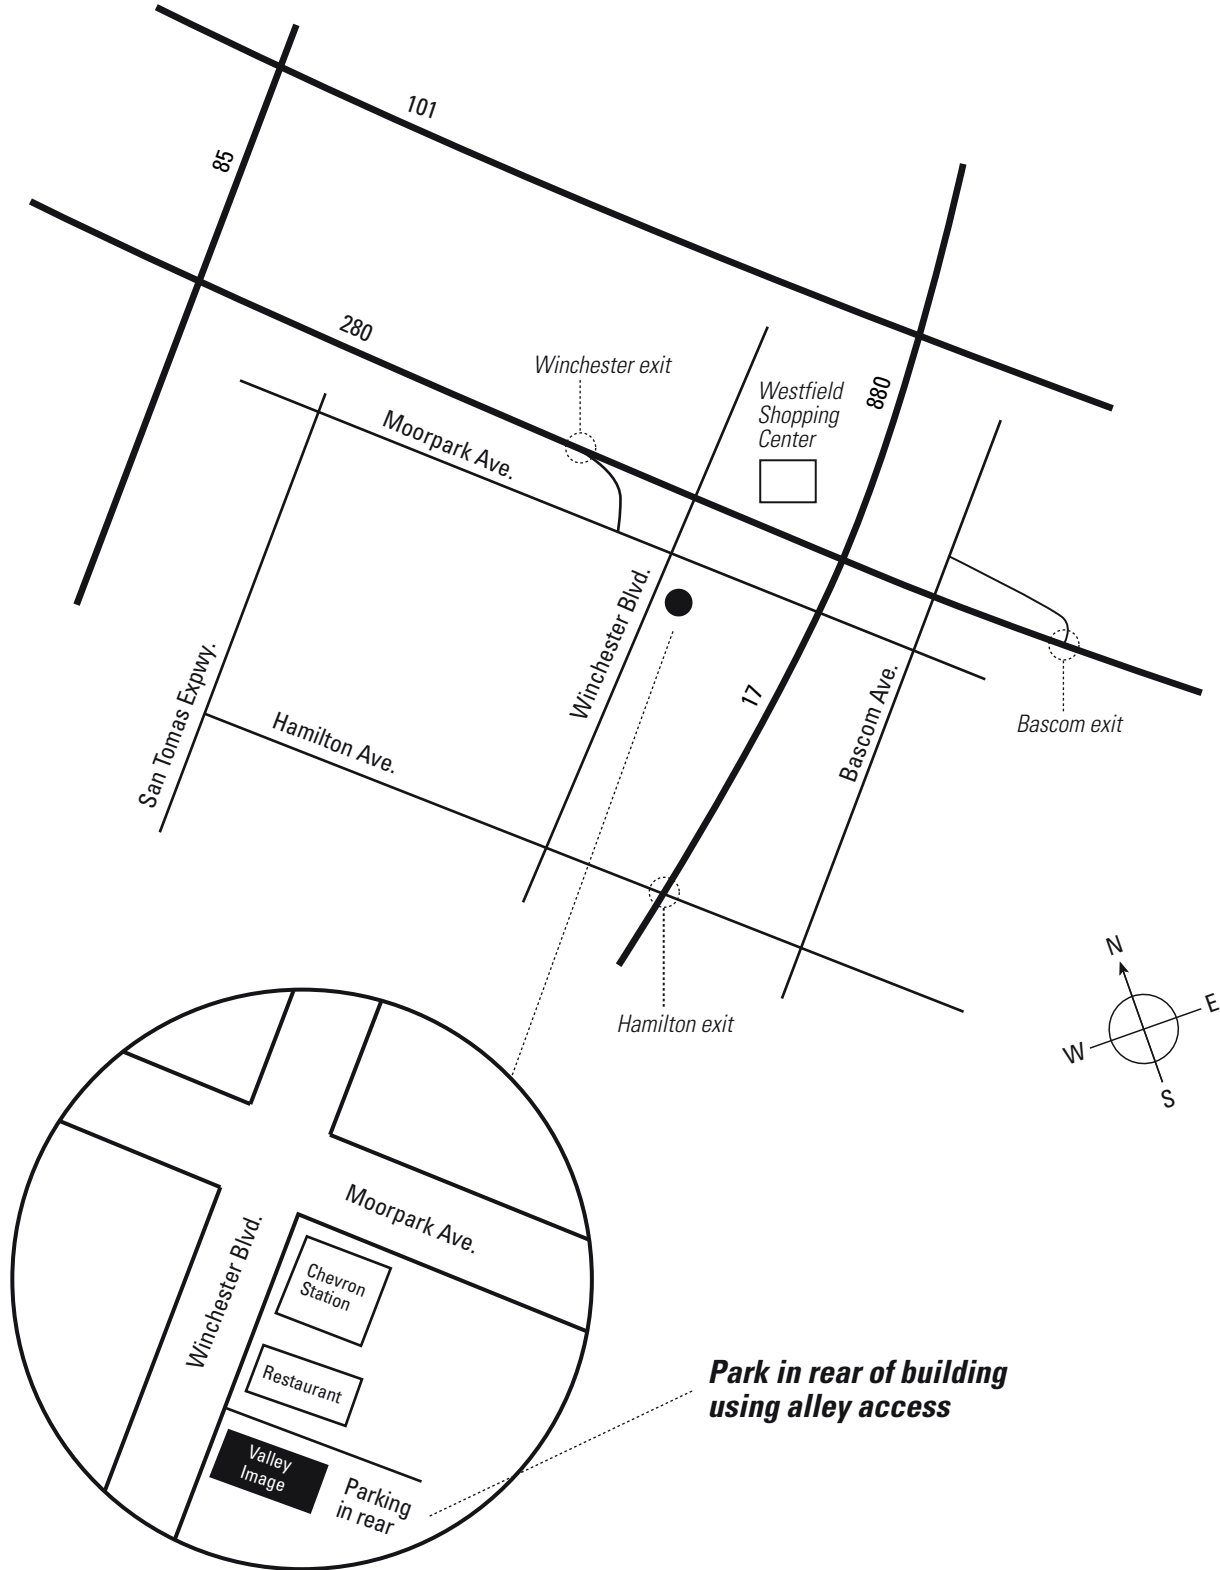 101
85
280
Winchester exit
Westfield
Shopping
Center
880
Moorpark Ave.
Winchester Blvd.
San Tomas Expwy.
Hamilton Ave.
17
Bascom Ave.
Bascom exit
Hamilton exit
N
E
W
S
Moorpark Ave.
Winchester Blvd.
Chevron
Station
Restaurant
Valley
Image
Parking
in rear
Park in rear of building
using alley access